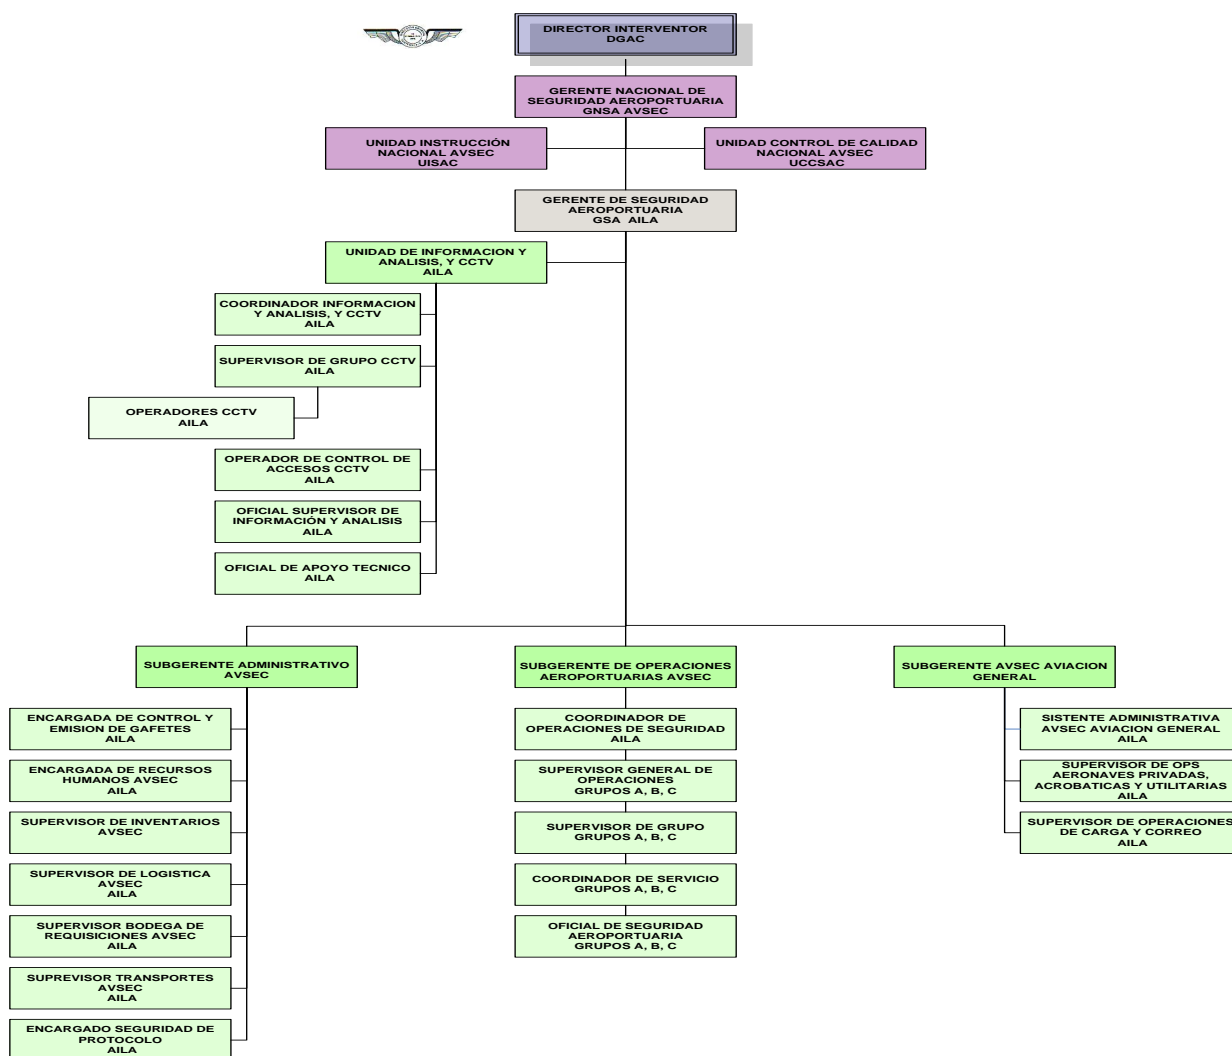 DIRECTOR INTERVENTOR
DGAC
GERENTE NACIONAL DE
SEGURIDAD AEROPORTUARIA
GNSA AVSEC
UNIDAD INSTRUCCIÓN
NACIONAL AVSEC
UISAC
UNIDAD CONTROL DE CALIDAD
NACIONAL AVSEC
UCCSAC
GERENTE DE SEGURIDAD
AEROPORTUARIA
GSA AILA
UNIDAD DE INFORMACION Y
ANALISIS, Y CCTV
AILA
COORDINADOR INFORMACION
Y ANALISIS, Y CCTV
AILA
SUPERVISOR DE GRUPO CCTV
AILA
OPERADORES CCTV
AILA
OPERADOR DE CONTROL DE
ACCESOS CCTV
AILA
OFICIAL SUPERVISOR DE
INFORMACIÓN Y ANALISIS
AILA
OFICIAL DE APOYO TECNICO
AILA
SUBGERENTE ADMINISTRATIVO
AVSEC
ENCARGADA DE CONTROL Y
EMISION DE GAFETES
AILA
ENCARGADA DE RECURSOS
HUMANOS AVSEC
AILA
SUPERVISOR DE INVENTARIOS
AVSEC
SUPERVISOR DE LOGISTICA
AVSEC
AILA
SUPERVISOR BODEGA DE
REQUISICIONES AVSEC
AILA
SUPREVISOR TRANSPORTES
AVSEC
AILA
ENCARGADO SEGURIDAD DE
PROTOCOLO
AILA
SUBGERENTE DE OPERACIONES
AEROPORTUARIAS AVSEC
COORDINADOR DE
OPERACIONES DE SEGURIDAD
AILA
SUPERVISOR GENERAL DE
OPERACIONES
GRUPOS A, B, C
SUPERVISOR DE GRUPO
GRUPOS A, B, C
COORDINADOR DE SERVICIO
GRUPOS A, B, C
OFICIAL DE SEGURIDAD
AEROPORTUARIA
GRUPOS A, B, C
SUBGERENTE AVSEC AVIACION
GENERAL
SISTENTE ADMINISTRATIVA
AVSEC AVIACION GENERAL
AILA
SUPERVISOR DE OPS
AERONAVES PRIVADAS,
ACROBATICAS Y UTILITARIAS
AILA
SUPERVISOR DE OPERACIONES
DE CARGA Y CORREO
AILA